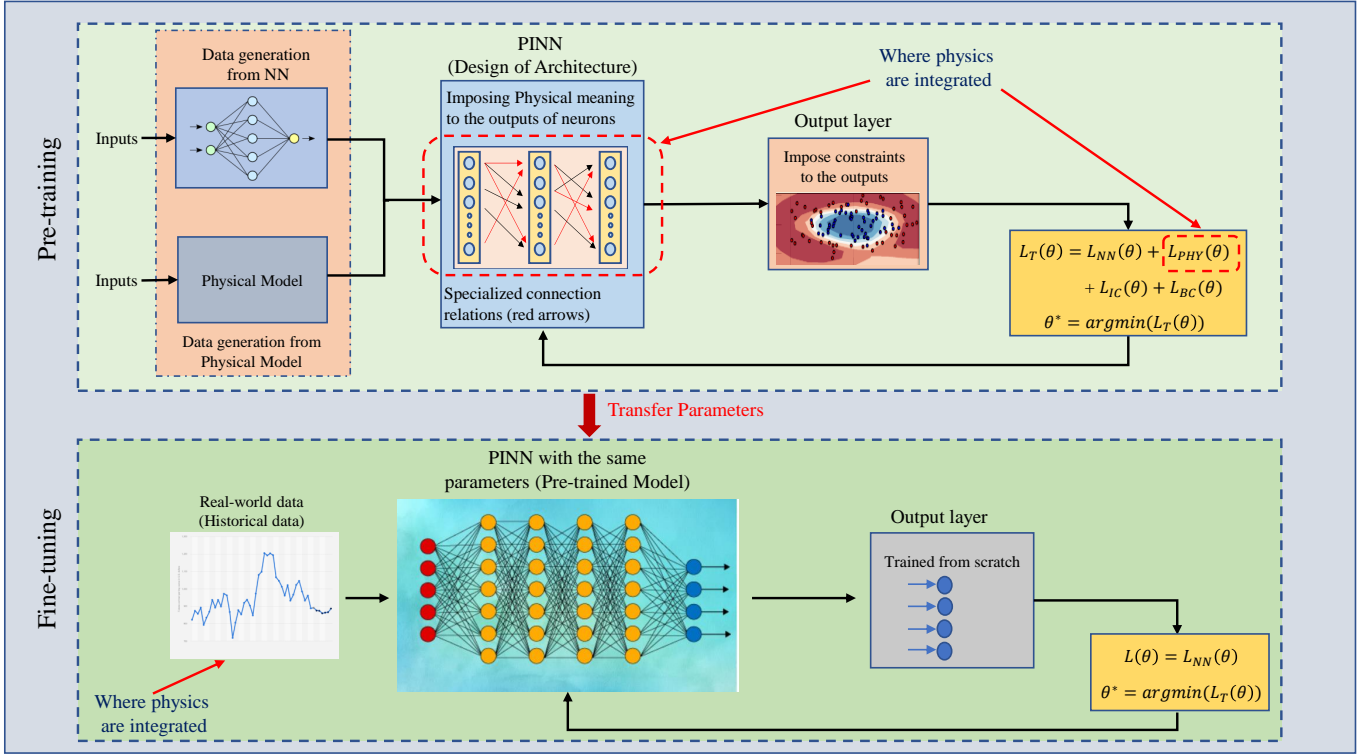 Pre-training
Data generation
from NN
Inputs
Inputs
Physical Model
Data generation from
Physical Model
PINN
(Design of Architecture)
Imposing Physical meaning
to the outputs of neurons
Specialized connection
relations (red arrows)
Where physics
are integrated
Output layer
Impose constraints
to the outputs
L_T(θ) = L_NN(θ) + L_PHY(θ)
+ L_IC(θ) + L_BC(θ)
θ* = argmin(L_T(θ))
Transfer Parameters
Fine-tuning
Real-world data
(Historical data)
Where physics
are integrated
PINN with the same
parameters (Pre-trained Model)
Output layer
Trained from scratch
L(θ) = L_NN(θ)
θ* = argmin(L_T(θ))